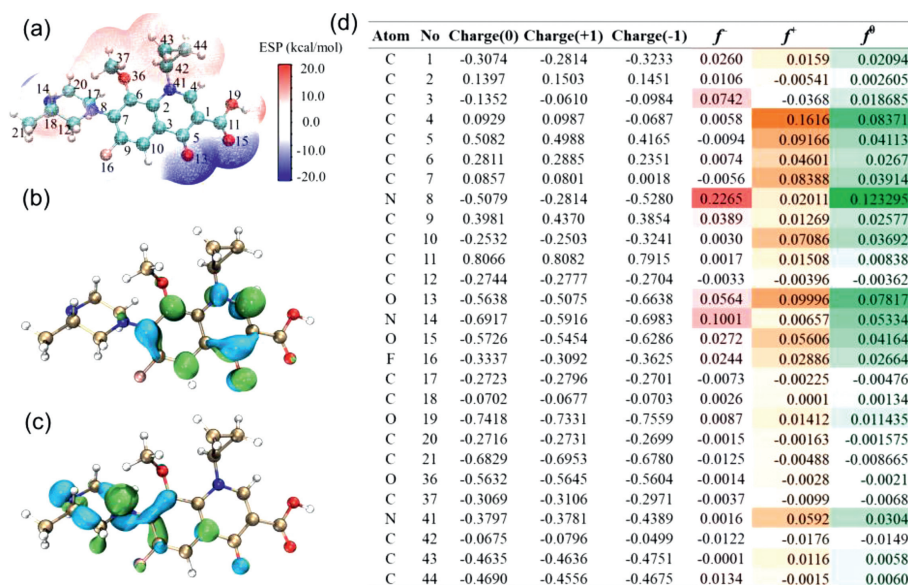 (a)
43
44
37
42
36
41
20
4
14
17
19
8
6
2
1
7
18
3
11
21
12
5
15
9
10
13
16
ESP (kcal/mol)
20.0
10.0
0.0
-10.0
-20.0
(b)
(c)
(d)
Atom No Charge(0) Charge(+1) Charge(-1) f⁻ f⁺ f⁰
C 1 -0.3074 -0.2814 -0.3233 0.0260 0.0159 0.02094
C 2 0.1397 0.1503 0.1451 0.0106 -0.00541 0.002605
C 3 -0.1352 -0.0610 -0.0984 0.0742 -0.0368 0.018685
C 4 0.0929 0.0987 -0.0687 0.0058 0.1616 0.08371
C 5 0.5082 0.4988 0.4165 -0.0094 0.09166 0.04113
C 6 0.2811 0.2885 0.2351 0.0074 0.04601 0.0267
C 7 0.0857 0.0801 0.0018 -0.0056 0.08388 0.03914
N 8 -0.5079 -0.2814 -0.5280 0.2265 0.02011 0.123295
C 9 0.3981 0.4370 0.3854 0.0389 0.01269 0.02577
C 10 -0.2532 -0.2503 -0.3241 0.0030 0.07086 0.03692
C 11 0.8066 0.8082 0.7915 0.0017 0.01508 0.00838
C 12 -0.2744 -0.2777 -0.2704 -0.0033 -0.00396 -0.00362
O 13 -0.5638 -0.5075 -0.6638 0.0564 0.09996 0.07817
N 14 -0.6917 -0.5916 -0.6983 0.1001 0.00657 0.05334
O 15 -0.5726 -0.5454 -0.6286 0.0272 0.05606 0.04164
F 16 -0.3337 -0.3092 -0.3625 0.0244 0.02886 0.02664
C 17 -0.2723 -0.2796 -0.2701 -0.0073 -0.00225 -0.00476
C 18 -0.0702 -0.0677 -0.0703 0.0026 0.0001 0.00134
O 19 -0.7418 -0.7331 -0.7559 0.0087 0.01412 0.011435
C 20 -0.2716 -0.2731 -0.2699 -0.0015 -0.00163 -0.001575
C 21 -0.6829 -0.6953 -0.6780 -0.0125 -0.00488 -0.008665
O 36 -0.5632 -0.5645 -0.5604 -0.0014 -0.0028 -0.0021
C 37 -0.3069 -0.3106 -0.2971 -0.0037 -0.0099 -0.0068
N 41 -0.3797 -0.3781 -0.4389 0.0016 0.0592 0.0304
C 42 -0.0675 -0.0796 -0.0499 -0.0122 -0.0176 -0.0149
C 43 -0.4635 -0.4636 -0.4751 -0.0001 0.0116 0.0058
C 44 -0.4690 -0.4556 -0.4675 0.0134 -0.0015 0.0060